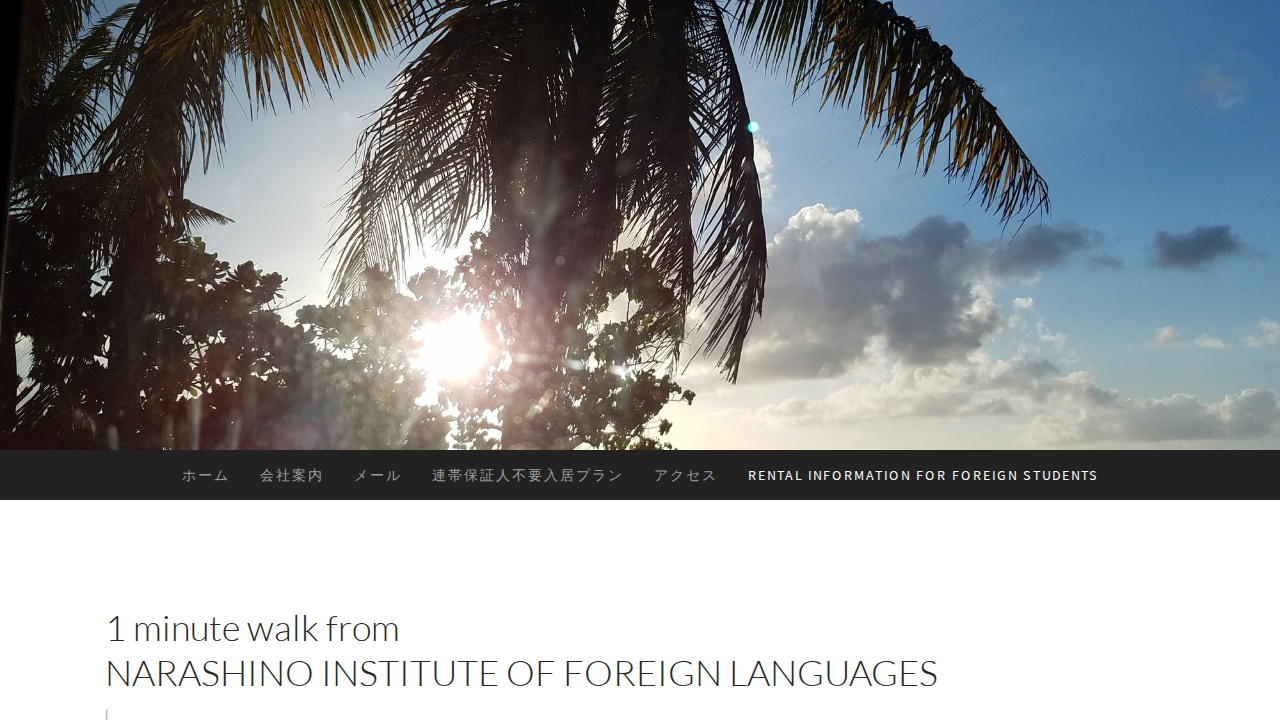 ホーム 会社案内 メール 連帯保証人不要入居プラン アクセス RENTAL INFORMATION FOR FOREIGN STUDENTS
1 minute walk from
NARASHINO INSTITUTE OF FOREIGN LANGUAGES